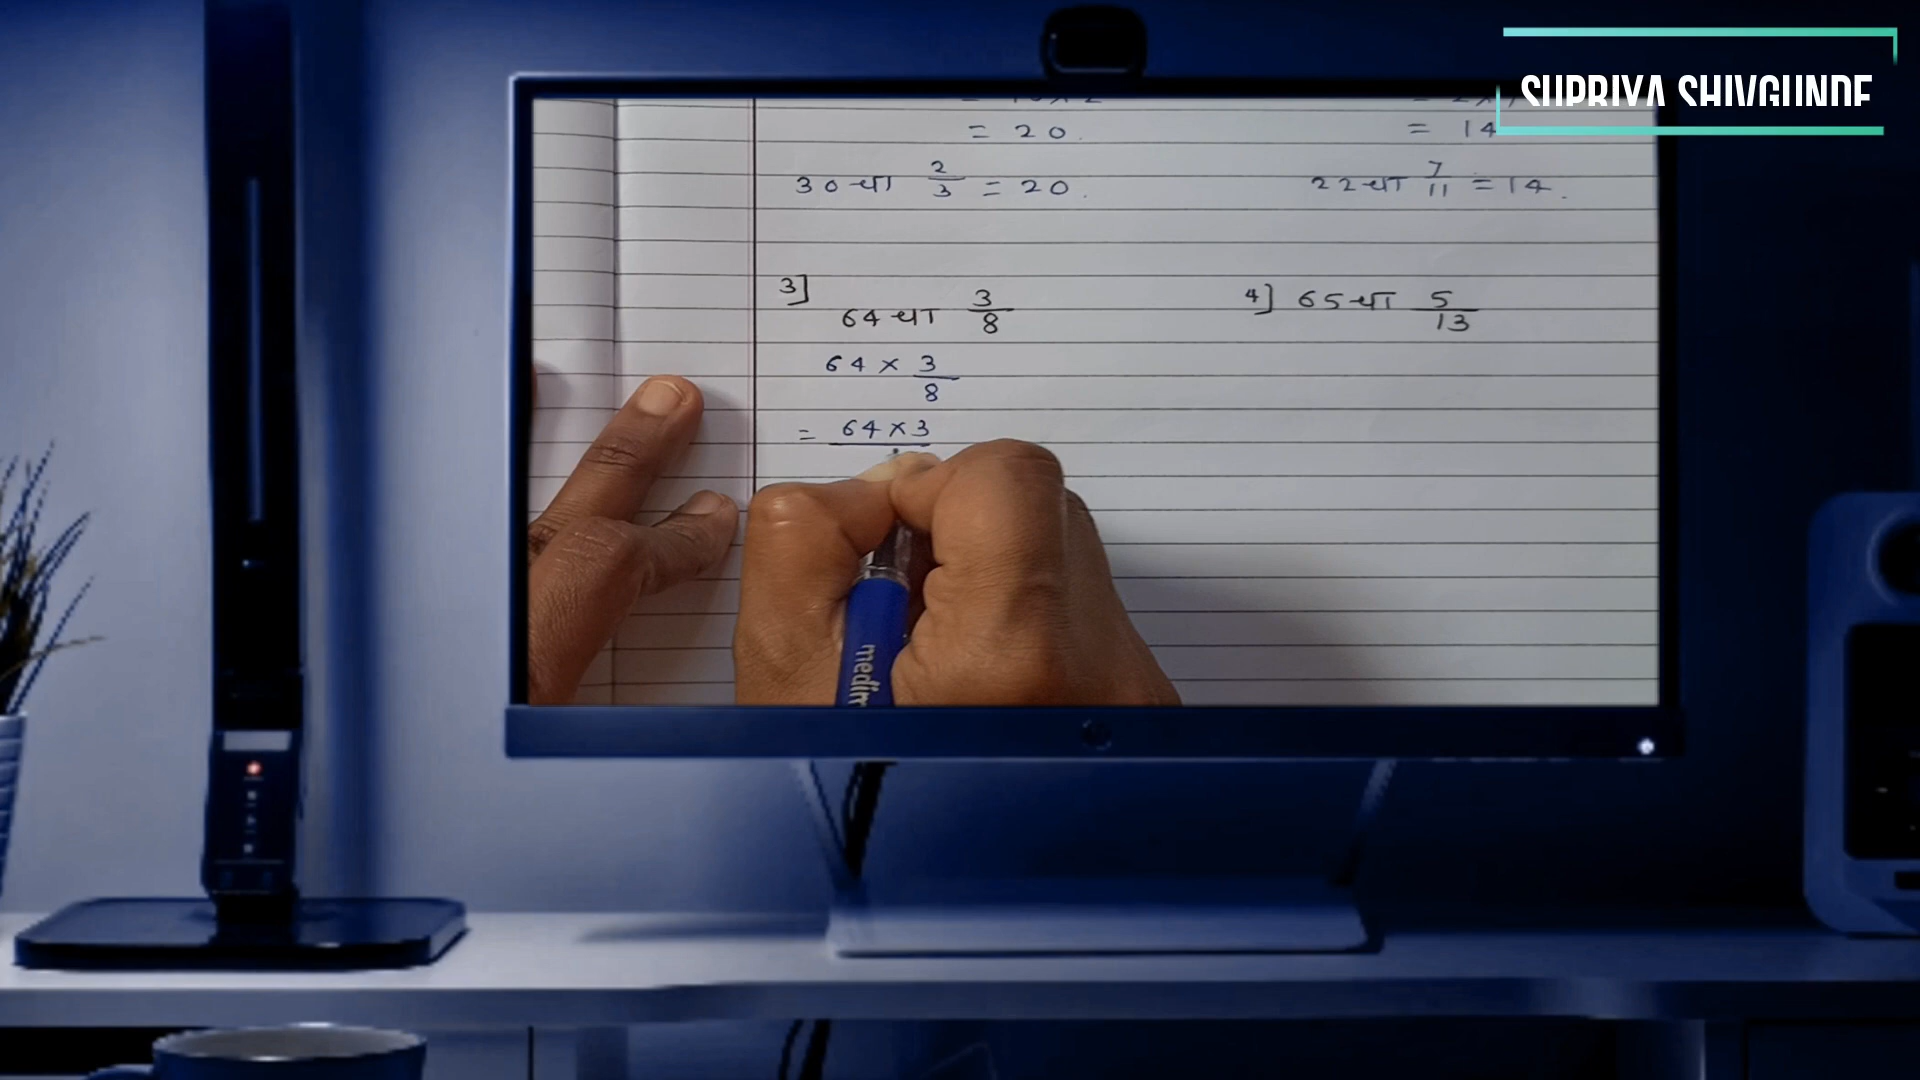 SUPRIYA SHIVGUNDE
= 20.
= 14
30 चा 2/3 = 20.
22 चा 7/11 = 14.
3]
64 चा 3/8
4] 65 चा 5/13
64 × 3/8
= 64 × 3
medin